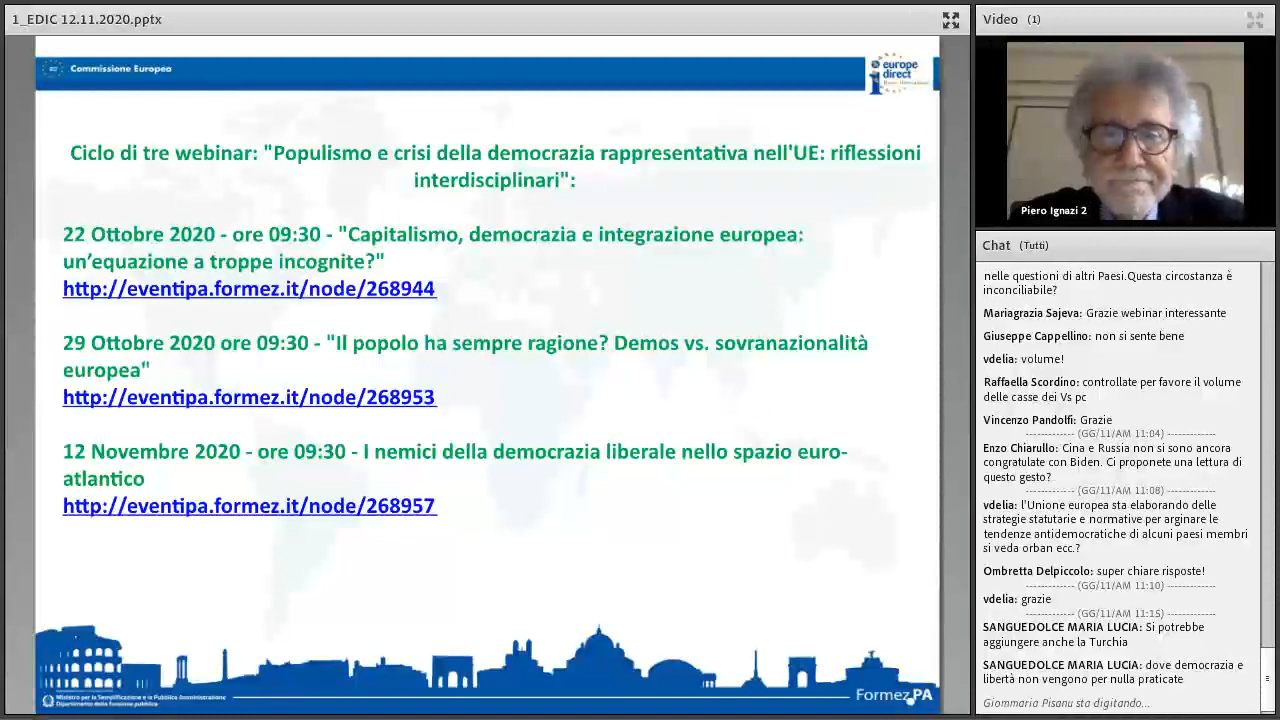 1_EDIC 12.11.2020.pptx
Commissione Europea
europe
direct
Ciclo di tre webinar: "Populismo e crisi della democrazia rappresentativa nell'UE: riflessioni
interdisciplinari":
22 Ottobre 2020 - ore 09:30 - "Capitalismo, democrazia e integrazione europea:
un'equazione a troppe incognite?"
http://eventipa.formez.it/node/268944
29 Ottobre 2020 ore 09:30 - "Il popolo ha sempre ragione? Demos vs. sovranazionalità
europea"
http://eventipa.formez.it/node/268953
12 Novembre 2020 - ore 09:30 - I nemici della democrazia liberale nello spazio euro-
atlantico
http://eventipa.formez.it/node/268957
Ministro per la Semplificazione e la Pubblica Amministrazione
Dipartimento della funzione pubblica
FormezPA
Video (1)
Piero Ignazi 2
Chat (Tutti)
nelle questioni di altri Paesi.Questa circostanza è
inconciliabile?
Mariagrazia Sajeva: Grazie webinar interessante
Giuseppe Cappellino: non si sente bene
vdelia: volume!
Raffaella Scordino: controllate per favore il volume
delle casse dei Vs pc
Vincenzo Pandolfi: Grazie
------------- (GG/11/AM 11:04) -------------
Enzo Chiarullo: Cina e Russia non si sono ancora
congratulate con Biden. Ci proponete una lettura di
questo gesto?
------------- (GG/11/AM 11:08) -------------
vdelia: l'Unione europea sta elaborando delle
strategie statutarie e normative per arginare le
tendenze antidemocratiche di alcuni paesi membri
si veda orban ecc.?
Ombretta Delpiccolo: super chiare risposte!
------------- (GG/11/AM 11:10) -------------
vdelia: grazie
------------- (GG/11/AM 11:15) -------------
SANGUEDOLCE MARIA LUCIA: Si potrebbe
aggiungere anche la Turchia
SANGUEDOLCE MARIA LUCIA: dove democrazia e
libertà non vengono per nulla praticate
Giommaria Pisanu sta digitando...